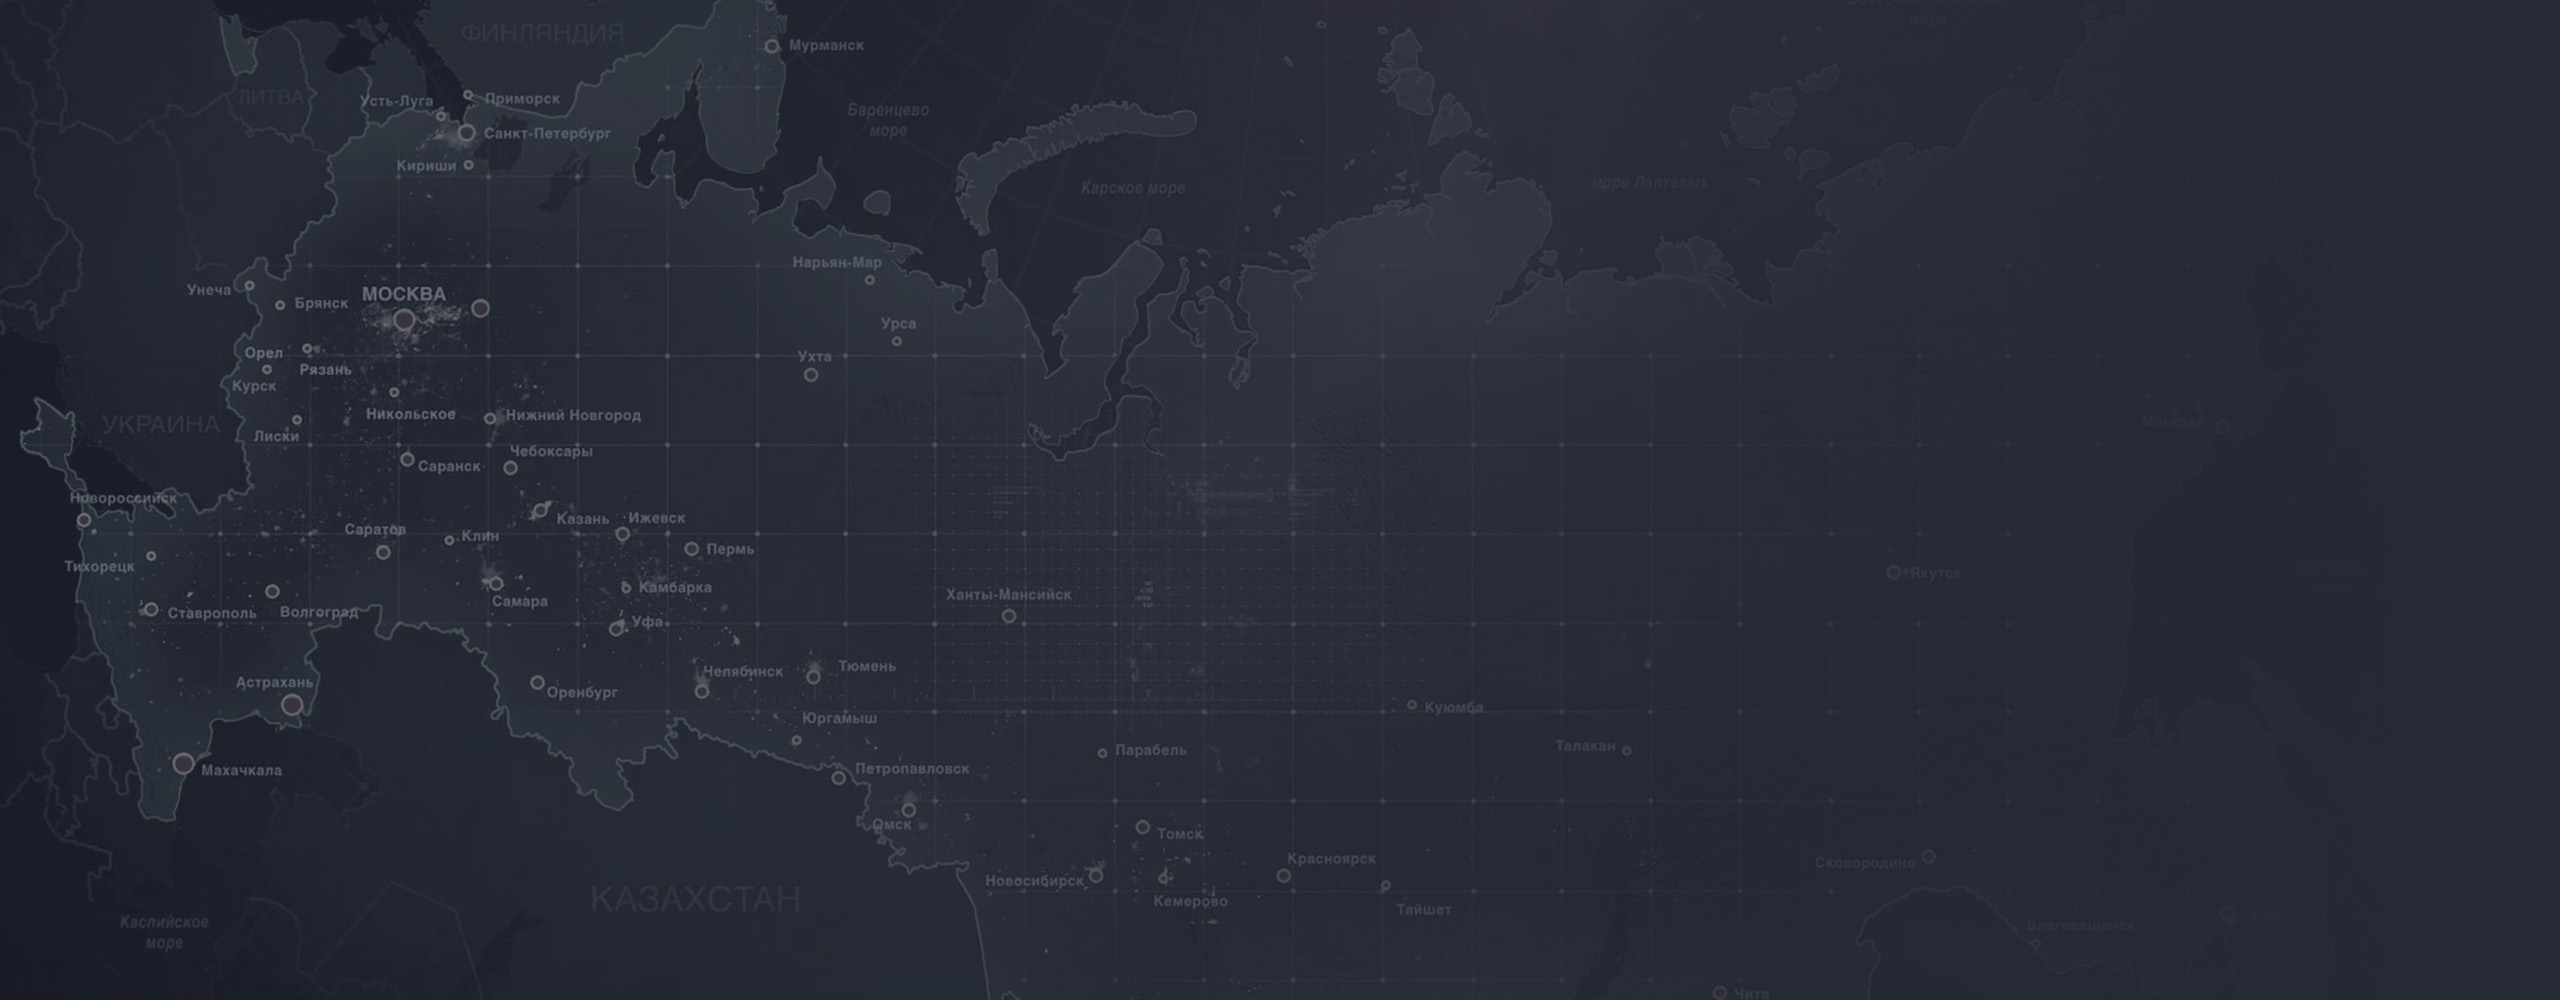 ФИНЛЯНДИЯ
Мурманск
ЛИТВА
Усть-Луга
Приморск
Баренцево
море
Санкт-Петербург
Кириши
Карское море
море Лаптевых
Нарьян-Мар
Унеча
Брянск
МОСКВА
Урса
Орел
Ухта
Рязань
Курск
Никольское
Нижний Новгород
УКРАИНА
Лиски
Магадан
Чебоксары
Саранск
Новороссийск
Казань
Ижевск
Саратов
Клин
Пермь
Тихорецк
Якутск
Камбарка
Ханты-Мансийск
Самара
Ставрополь
Волгоград
Уфа
Челябинск
Тюмень
Астрахань
Оренбург
Куюмба
Юргамыш
Талакан
Парабель
Махачкала
Петропавловск
Омск
Томск
Красноярск
Сковородино
Новосибирск
КАЗАХСТАН
Кемерово
Тайшет
Каспийское
море
Благовещенск
Хабаровск
Чита